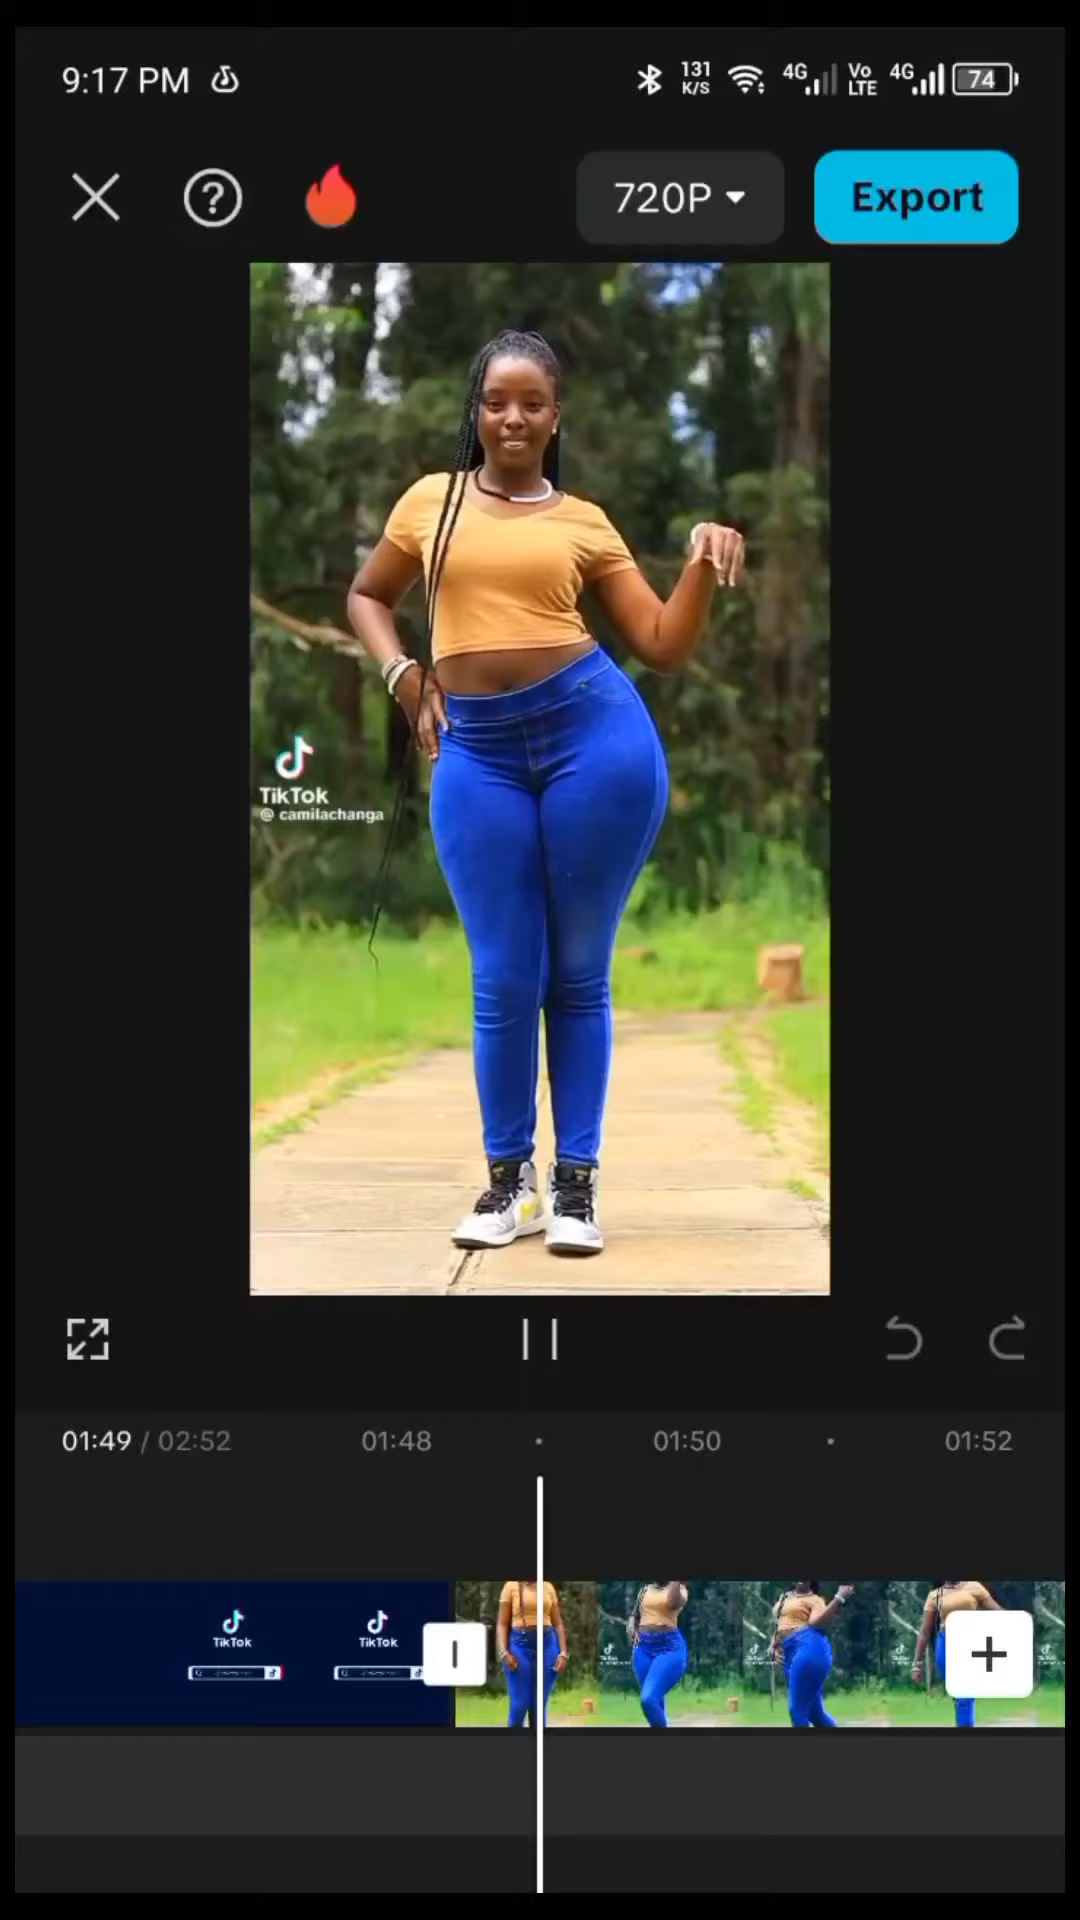 9:17 PM
131 K/S
4G
Vo LTE
4G
74
720P
Export
TikTok
@ camilachanga
01:49 / 02:52
01:48
01:50
01:52
TikTok
TikTok